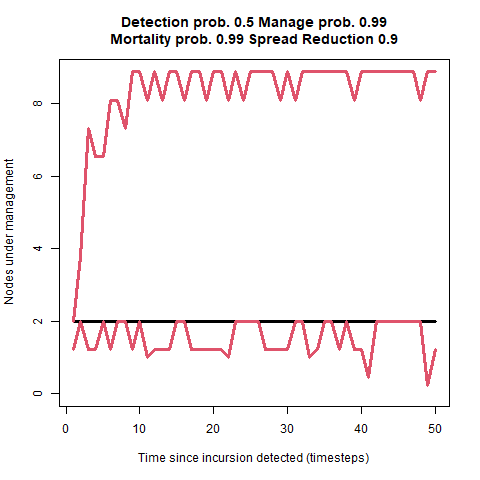 Detection prob. 0.5 Manage prob. 0.99
Mortality prob. 0.99 Spread Reduction 0.9
Nodes under management
8
6
4
2
0
0 10 20 30 40 50
Time since incursion detected (timesteps)